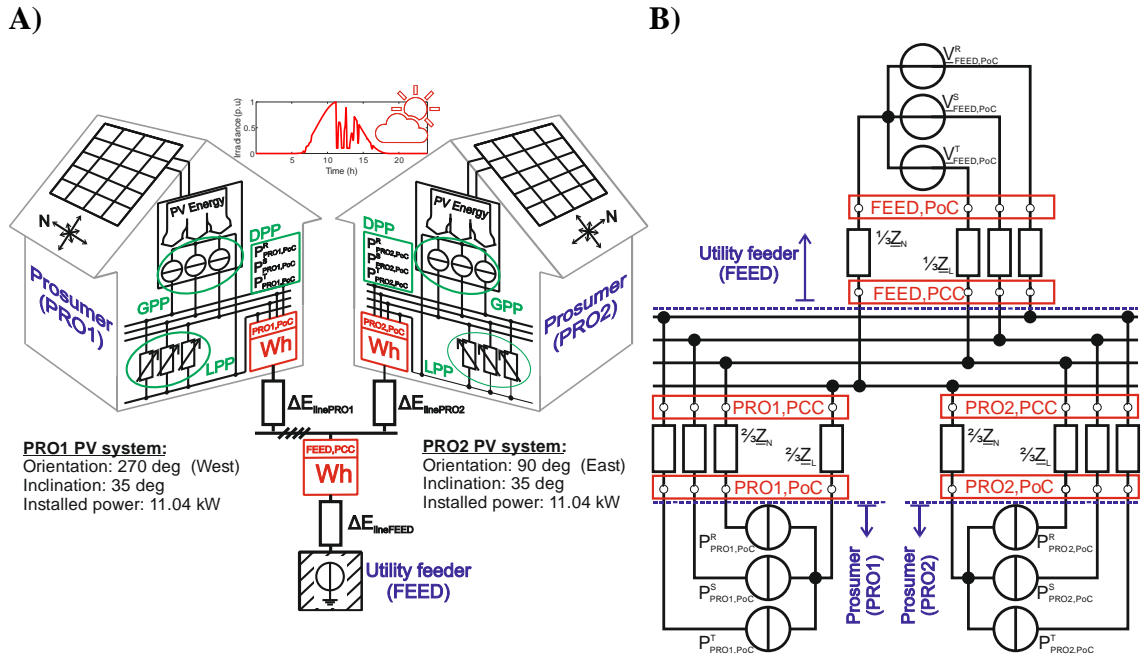 A)
B)
Irradiance (p.u)
1
0.5
0
5
10
15
20
Time (h)
N
PV Energy
DPP
P^R_PRO1,PoC
P^S_PRO1,PoC
P^T_PRO1,PoC
GPP
Prosumer
(PRO1)
LPP
PRO1,PoC
Wh
DPP
P^R_PRO2,PoC
P^S_PRO2,PoC
P^T_PRO2,PoC
PV Energy
N
GPP
Prosumer
(PRO2)
LPP
PRO2,PoC
Wh
ΔE_linePRO1
ΔE_linePRO2
PRO1 PV system:
Orientation: 270 deg (West)
Inclination: 35 deg
Installed power: 11.04 kW
FEED,PCC
Wh
PRO2 PV system:
Orientation: 90 deg (East)
Inclination: 35 deg
Installed power: 11.04 kW
ΔE_lineFEED
Utility feeder
(FEED)
V^R_FEED,PoC
V^S_FEED,PoC
V^T_FEED,PoC
FEED,PoC
Utility feeder
(FEED)
⅓Z_N
⅓Z_L
FEED,PCC
PRO1,PCC
PRO2,PCC
⅔Z_N
⅔Z_L
⅔Z_N
⅔Z_L
PRO1,PoC
PRO2,PoC
P^R_PRO1,PoC
P^S_PRO1,PoC
P^T_PRO1,PoC
Prosumer
(PRO1)
Prosumer
(PRO2)
P^R_PRO2,PoC
P^S_PRO2,PoC
P^T_PRO2,PoC